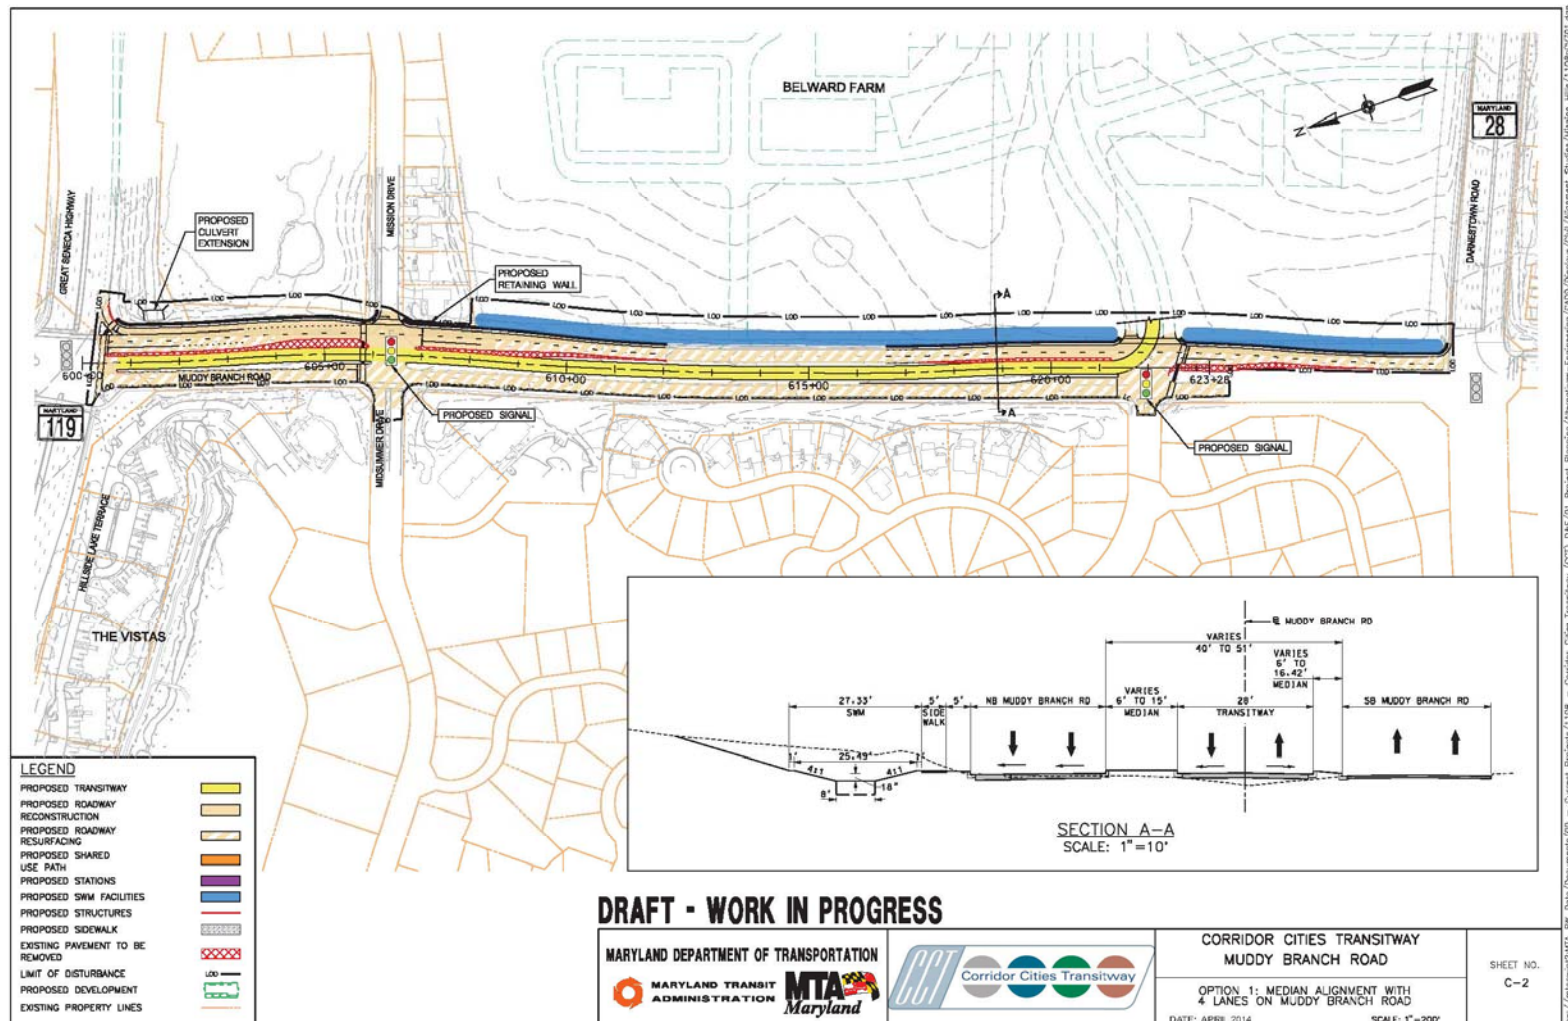 BELWARD FARM
N
MARYLAND
28
DARNESTOWN ROAD
GREAT SENECA HIGHWAY
PROPOSED
CULVERT
EXTENSION
MISSION DRIVE
PROPOSED
RETAINING WALL
LOD
A
600+00
605+00
610+00
615+00
620+00
623+28
MUDDY BRANCH ROAD
A
MARYLAND
119
PROPOSED SIGNAL
PROPOSED SIGNAL
MIDSUMMER DRIVE
HILLSIDE LAKE TERRACE
THE VISTAS
MUDDY BRANCH RD
VARIES
40' TO 51'
VARIES
6' TO
16.42'
MEDIAN
27.33'
SWM
5'
SIDE
WALK
5'
NB MUDDY BRANCH RD
VARIES
6' TO 15'
MEDIAN
28'
TRANSITWAY
SB MUDDY BRANCH RD
1'
25.49'
1'
4:1
4:1
8'
18"
SECTION A-A
SCALE: 1"=10'
LEGEND
PROPOSED TRANSITWAY
PROPOSED ROADWAY
RECONSTRUCTION
PROPOSED ROADWAY
RESURFACING
PROPOSED SHARED
USE PATH
PROPOSED STATIONS
PROPOSED SWM FACILITIES
PROPOSED STRUCTURES
PROPOSED SIDEWALK
EXISTING PAVEMENT TO BE
REMOVED
LIMIT OF DISTURBANCE
LOD
PROPOSED DEVELOPMENT
EXISTING PROPERTY LINES
DRAFT - WORK IN PROGRESS
MARYLAND DEPARTMENT OF TRANSPORTATION
MARYLAND TRANSIT
ADMINISTRATION
MTA
Maryland
CCT
Corridor Cities Transitway
CORRIDOR CITIES TRANSITWAY
MUDDY BRANCH ROAD
OPTION 1: MEDIAN ALIGNMENT WITH
4 LANES ON MUDDY BRANCH ROAD
DATE: APRIL 2014
SCALE: 1"=200'
SHEET NO.
C-2